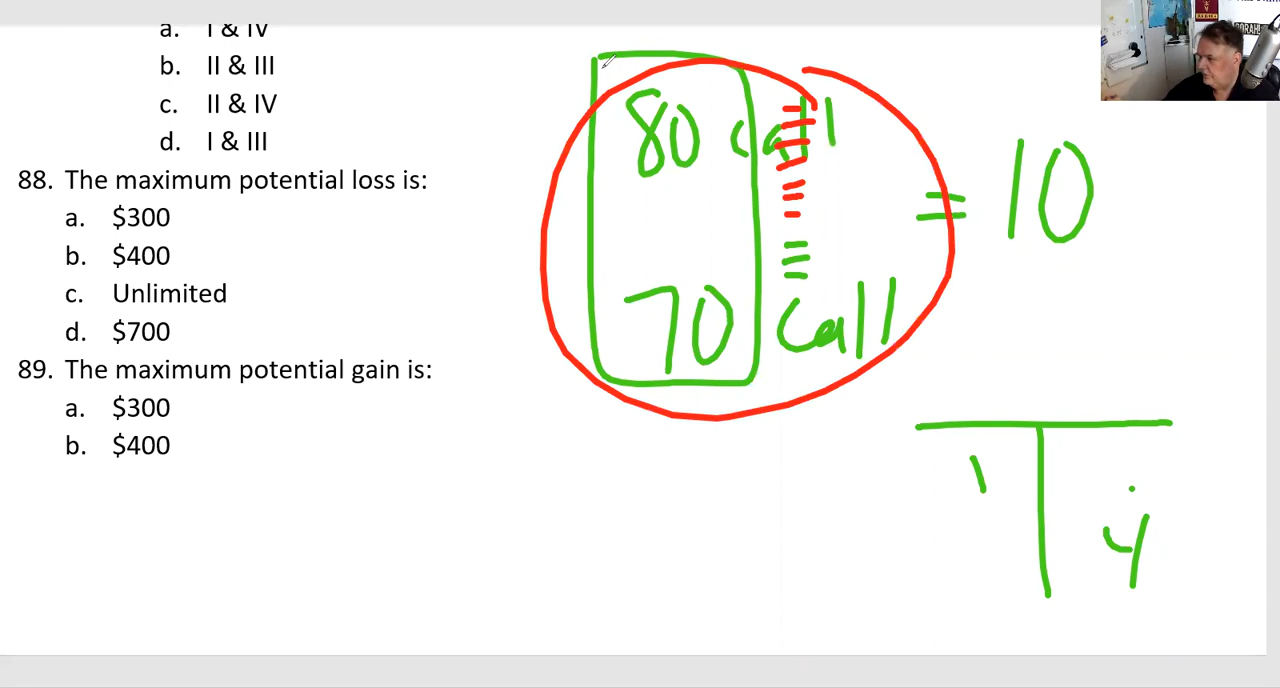 a. I & IV
b. II & III
c. II & IV
d. I & III
88. The maximum potential loss is:
a. $300
b. $400
c. Unlimited
d. $700
89. The maximum potential gain is:
a. $300
b. $400
80 call
= 10
70 call